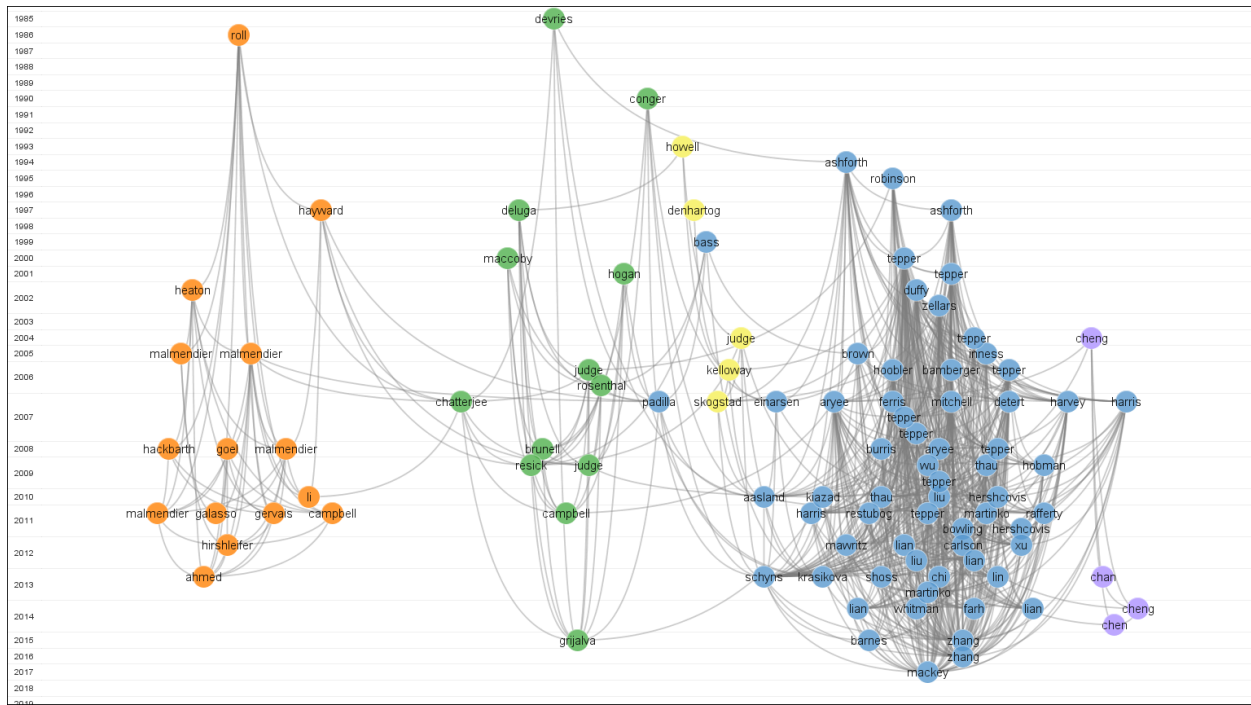 1985 devries
1986 roll
1987
1988
1989
1990 conger
1991
1992
1993 howell
1994 ashforth
1995 robinson
1996
1997 hayward deluga denhartog ashforth
1998
1999 bass
2000 maccoby tepper
2001 hogan tepper
2002 heaton duffy zellars
2003
2004 judge tepper cheng
2005 malmendier malmendier brown inness
2006 judge rosenthal kelloway hoobler bamberger tepper
2007 chatterjee padilla skogstad einarsen aryee ferris mitchell detert harvey harris
tepper
tepper
2008 hackbarth goel malmendier brunell burris aryee tepper
2009 resick judge wu thau hobman
tepper
2010 li aasland kiazad thau liu hershcovis
2011 malmendier galasso gervais campbell campbell harris restubog tepper martinko rafferty
bowling hershcovis
2012 hirshleifer mawritz lian carlson xu
liu lian
2013 ahmed schyns krasikova shoss chi lin chan
martinko
2014 lian whitman farh lian cheng
chen
2015 grijalva barnes zhang
2016 zhang
2017 mackey
2018
2019